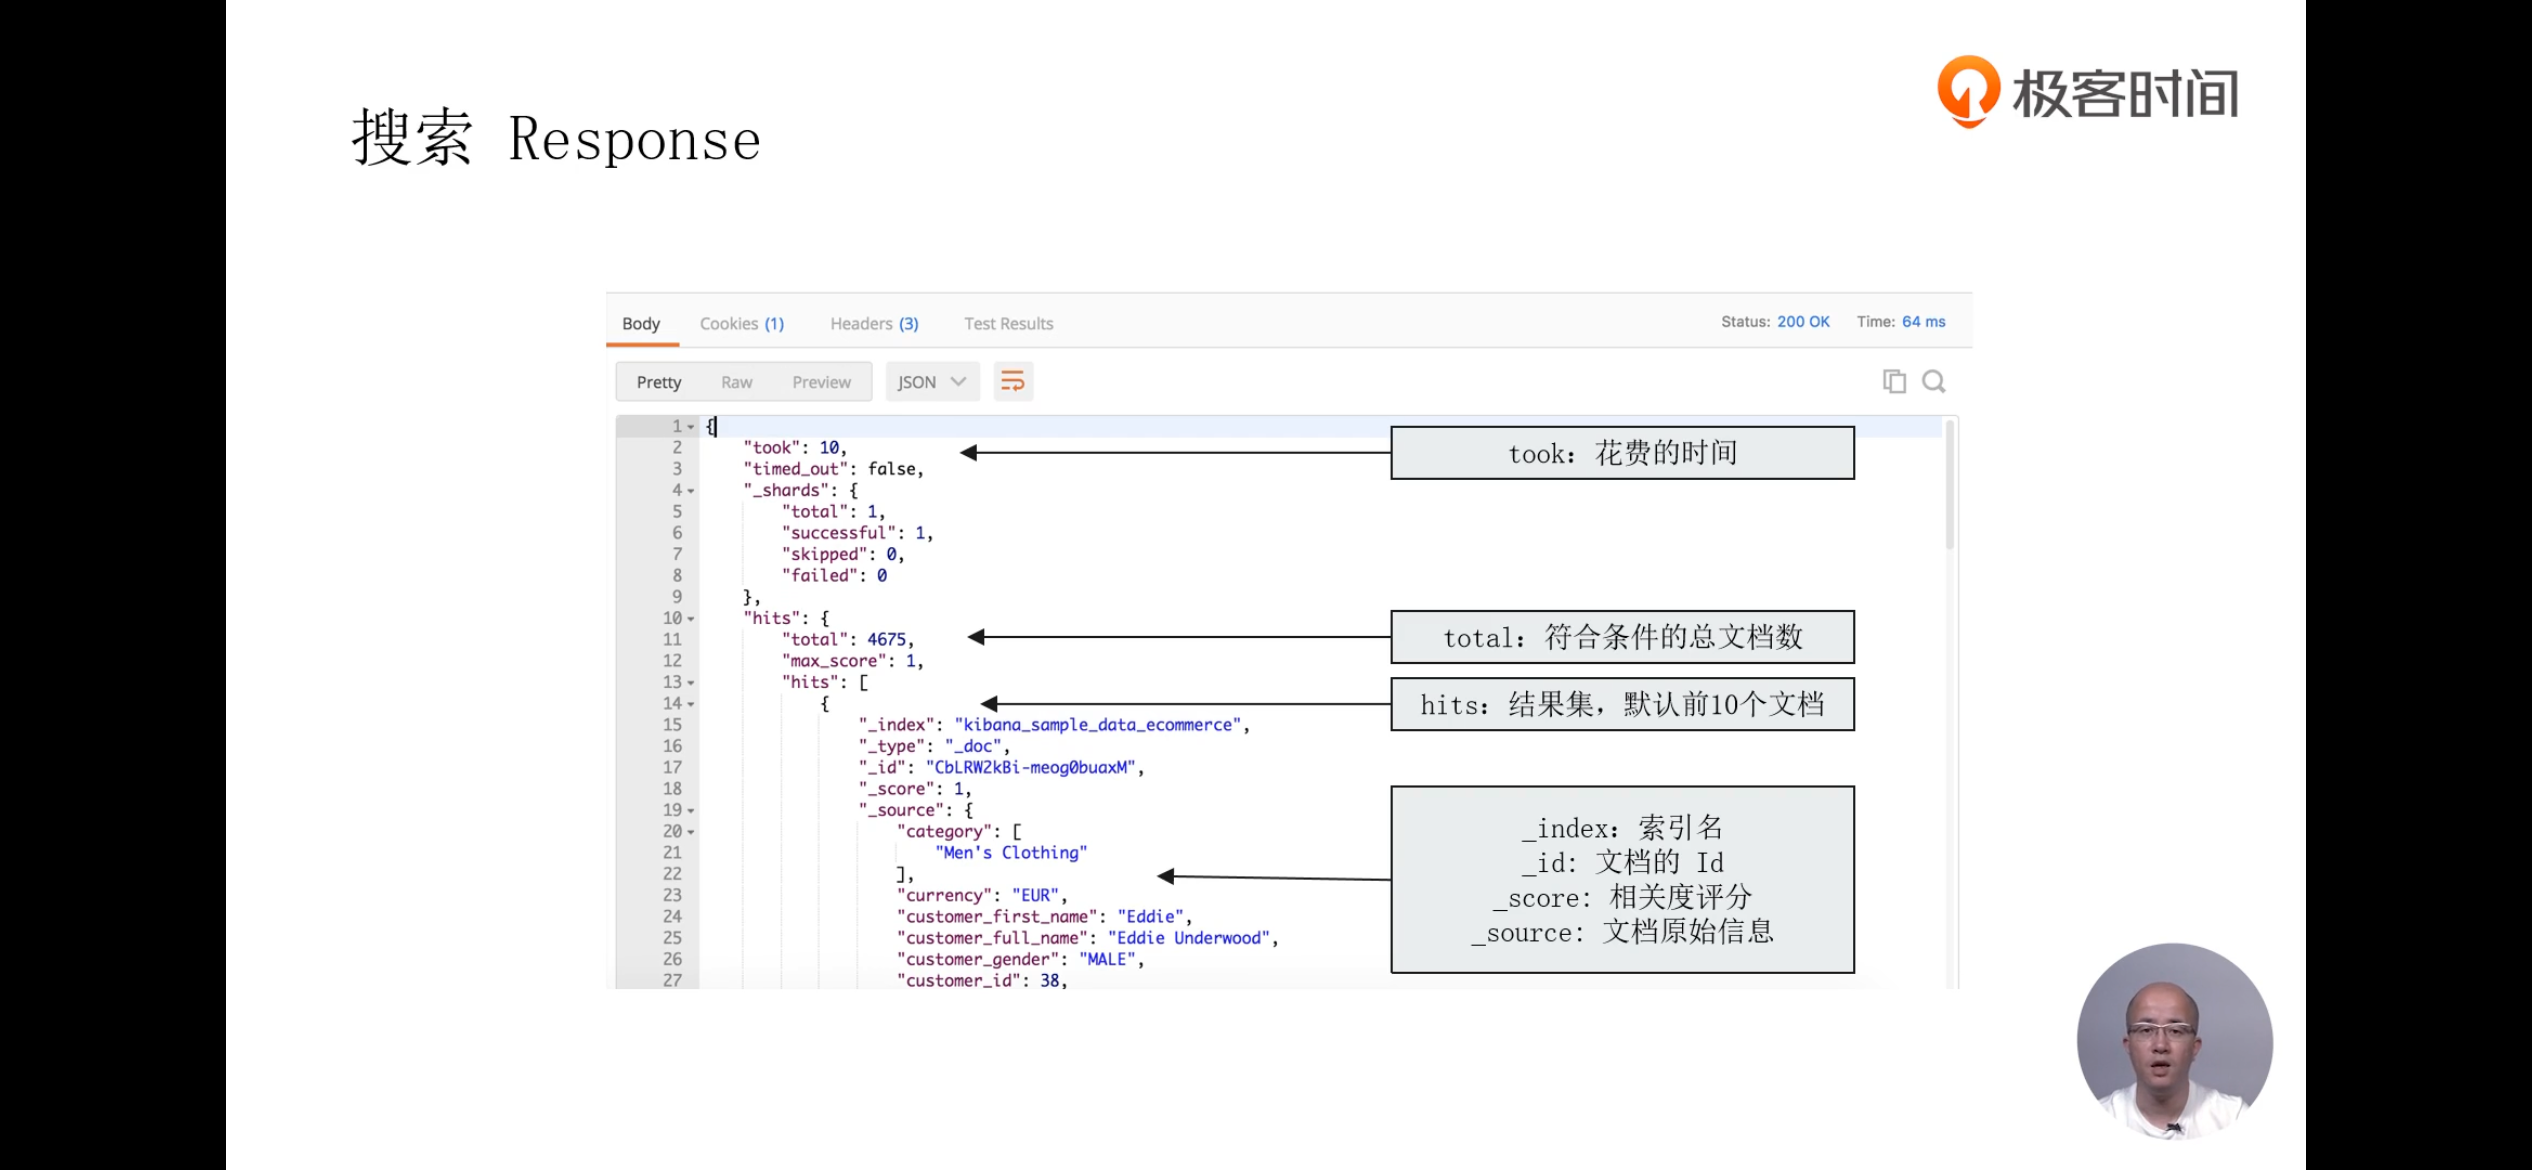 极客时间
搜索 Response
Body Cookies (1) Headers (3) Test Results Status: 200 OK Time: 64 ms
Pretty Raw Preview JSON
1 {
2 "took": 10,
took：花费的时间
3 "timed_out": false,
4 "_shards": {
5 "total": 1,
6 "successful": 1,
7 "skipped": 0,
8 "failed": 0
9 },
10 "hits": {
11 "total": 4675,
total：符合条件的总文档数
12 "max_score": 1,
13 "hits": [
14 {
hits：结果集，默认前10个文档
15 "_index": "kibana_sample_data_ecommerce",
16 "_type": "_doc",
17 "_id": "CbLRW2kBi-meog0buaxM",
18 "_score": 1,
19 "_source": {
20 "category": [
21 "Men's Clothing"
22 ],
23 "currency": "EUR",
24 "customer_first_name": "Eddie",
25 "customer_full_name": "Eddie Underwood",
26 "customer_gender": "MALE",
27 "customer_id": 38,
_index：索引名
_id: 文档的 Id
_score: 相关度评分
_source: 文档原始信息